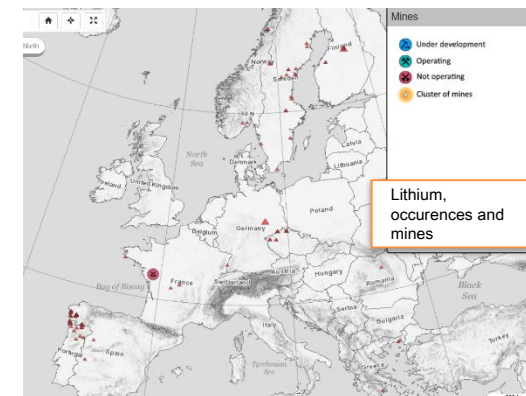 North
Mines
Under development
Operating
Not operating
Cluster of mines
Norway
Finland
Sweden
60 N
North
Sea
Denmark
Latvia
Lithuania
Ireland
United Kingdom
Poland
Belgium
Germany
Lithium,
occurences and
mines
France
Switzerland
Austria
Hungary
Romania
Bay of Biscay
Serbia
Black
Sea
Bulgaria
Italy
Portugal
Spain
Tyrrhenian
Sea
Greece
Turkey